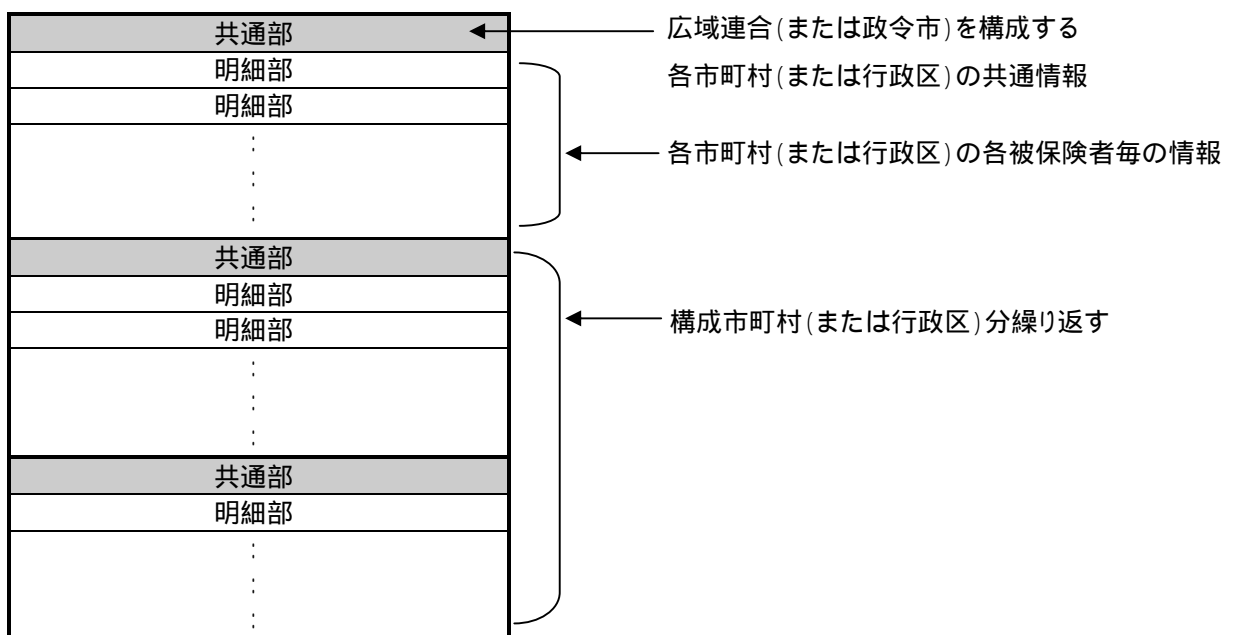 共通部
広域連合(または政令市)を構成する
明細部
各市町村(または行政区)の共通情報
明細部
:
各市町村(または行政区)の各被保険者毎の情報
:
:
共通部
明細部
明細部
構成市町村(または行政区)分繰り返す
:
:
:
共通部
明細部
:
:
: